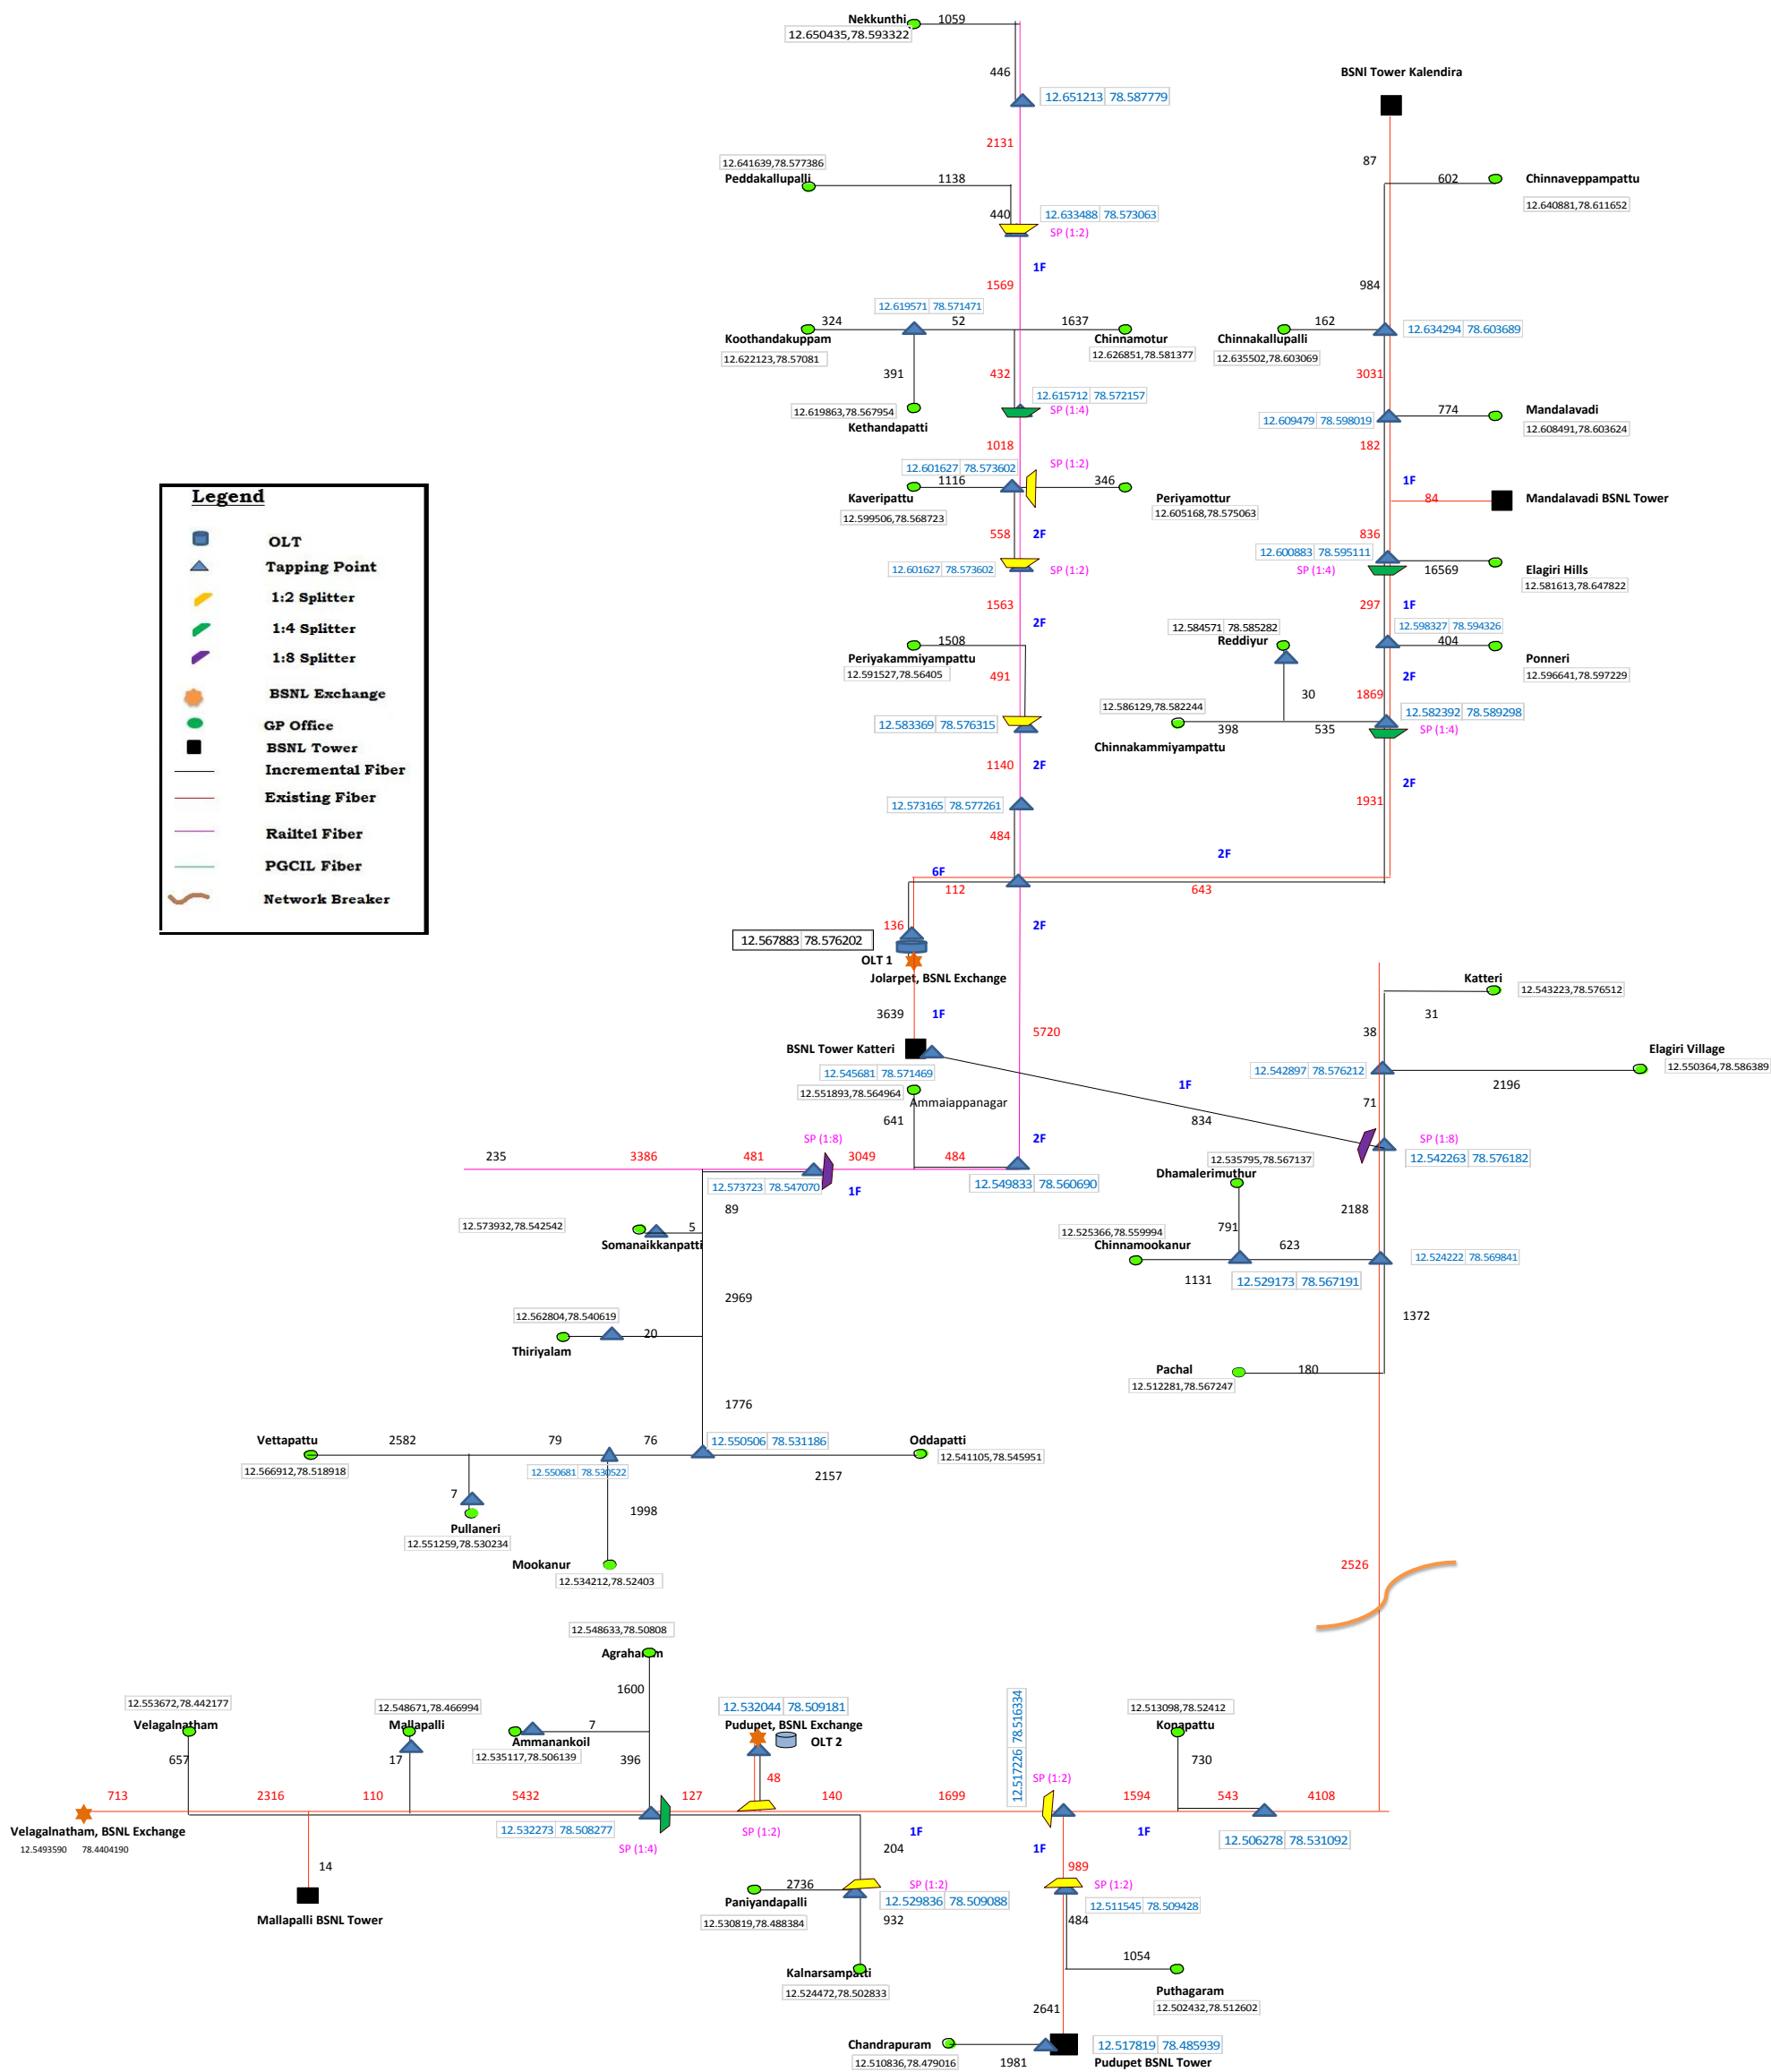 Nekkunthi
1059
12.650435,78.593322
446
12.651213 78.587779
BSNl Tower Kalendira
2131
87
12.641639,78.577386
Peddakallupalli
1138
440
12.633488 78.573063
SP (1:2)
602
Chinnaveppampattu
12.640881,78.611652
1F
1569
984
12.619571 78.571471
324
52
1637
Koothandakuppam
12.622123,78.57081
Chinnamotur
12.626851,78.581377
162
Chinnakallupalli
12.635502,78.603069
12.634294 78.603689
391
432
3031
12.615712 78.572157
SP (1:4)
12.619863,78.567954
Kethandapatti
12.609479 78.598019
774
Mandalavadi
12.608491,78.603624
1018
182
12.601627 78.573602
SP (1:2)
1116
346
Kaveripattu
12.599506,78.568723
Periyamottur
12.605168,78.575063
1F
84
Mandalavadi BSNL Tower
558
2F
836
12.600883 78.595111
12.601627 78.573602
SP (1:2)
SP (1:4)
16569
Elagiri Hills
12.581613,78.647822
1563
2F
297
1F
12.584571 78.585282
Reddiyur
12.598327 78.594326
404
Ponneri
12.596641,78.597229
1508
Periyakammiyampattu
12.591527,78.56405
491
2F
30
1869
12.586129,78.582244
398
535
Chinnakammiyampattu
12.582392 78.589298
SP (1:4)
12.583369 78.576315
1140
2F
2F
1931
12.573165 78.577261
484
2F
6F
112
643
136
2F
12.567883 78.576202
OLT 1
Jolarpet, BSNL Exchange
Legend
OLT
Tapping Point
1:2 Splitter
1:4 Splitter
1:8 Splitter
BSNL Exchange
GP Office
BSNL Tower
Incremental Fiber
Existing Fiber
Railtel Fiber
PGCIL Fiber
Network Breaker
Katteri
12.543223,78.576512
3639
1F
5720
38
31
BSNL Tower Katteri
12.545681 78.571469
12.551893,78.564964
Ammaiappanagar
12.542897 78.576212
Elagiri Village
12.550364,78.586389
2196
1F
71
641
834
SP (1:8)
2F
SP (1:8)
12.542263 78.576182
235
3386
481
3049
484
12.573723 78.547070
1F
12.549833 78.560690
12.535795,78.567137
Dhamalerimuthur
89
2188
12.573932,78.542542
5
Somanaikkanpatti
12.525366,78.559994
Chinnamookanur
791
623
12.524222 78.569841
1131
12.529173 78.567191
2969
1372
12.562804,78.540619
20
Thiriyalam
Pachal
180
12.512281,78.567247
1776
Vettapattu
2582
79
76
12.550506 78.531186
Oddapatti
12.566912,78.518918
12.550681 78.530522
2157
12.541105,78.545951
7
1998
Pullaneri
12.551259,78.530234
Mookanur
12.534212,78.52403
2526
12.548633,78.50808
Agraharam
1600
12.553672,78.442177
Velagalnatham
12.548671,78.466994
Mallapalli
7
Ammanankoil
12.535117,78.506139
12.532044 78.509181
Pudupet, BSNL Exchange
OLT 2
12.517226 78.516334
12.513098,78.52412
Konapattu
657
17
396
48
730
SP (1:2)
713
2316
110
5432
127
140
1699
1594
543
4108
Velagalnatham, BSNL Exchange
12.5493590 78.4404190
12.532273 78.508277
SP (1:4)
SP (1:2)
1F
1F
1F
12.506278 78.531092
14
204
989
Mallapalli BSNL Tower
2736
SP (1:2)
SP (1:2)
Paniyandapalli
12.529836 78.509088
12.511545 78.509428
12.530819,78.488384
932
484
1054
Kalnarsampatti
12.524472,78.502833
Puthagaram
12.502432,78.512602
2641
Chandrapuram
12.517819 78.485939
12.510836,78.479016
1981
Pudupet BSNL Tower